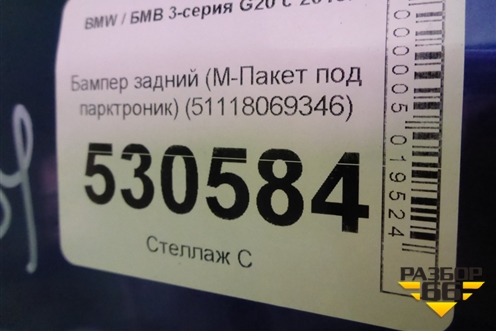 BMW / БМВ 3-серия G20 с
Бампер задний (М-Пакет под
парктроник) (51118069346)
530584
Стеллаж С
000005019524
РАЗБОР
66